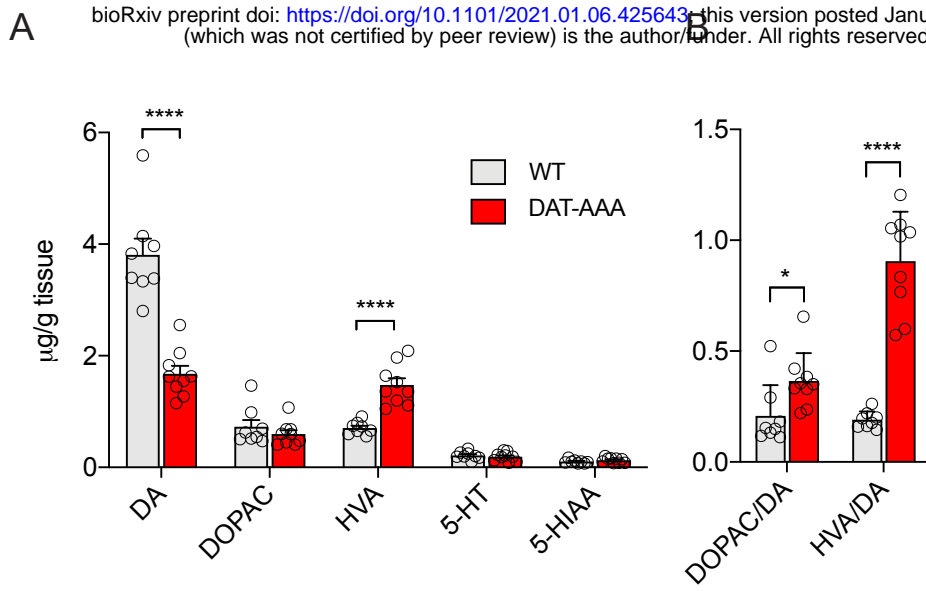 bioRxiv preprint doi: https://doi.org/10.1101/2021.01.06.425643; this version posted Janu
(which was not certified by peer review) is the author/funder. All rights reserved
A
B
6
4
2
0
μg/g tissue
****
****
WT
DAT-AAA
DA
DOPAC
HVA
5-HT
5-HIAA
1.5
1.0
0.5
0.0
*
****
DOPAC/DA
HVA/DA